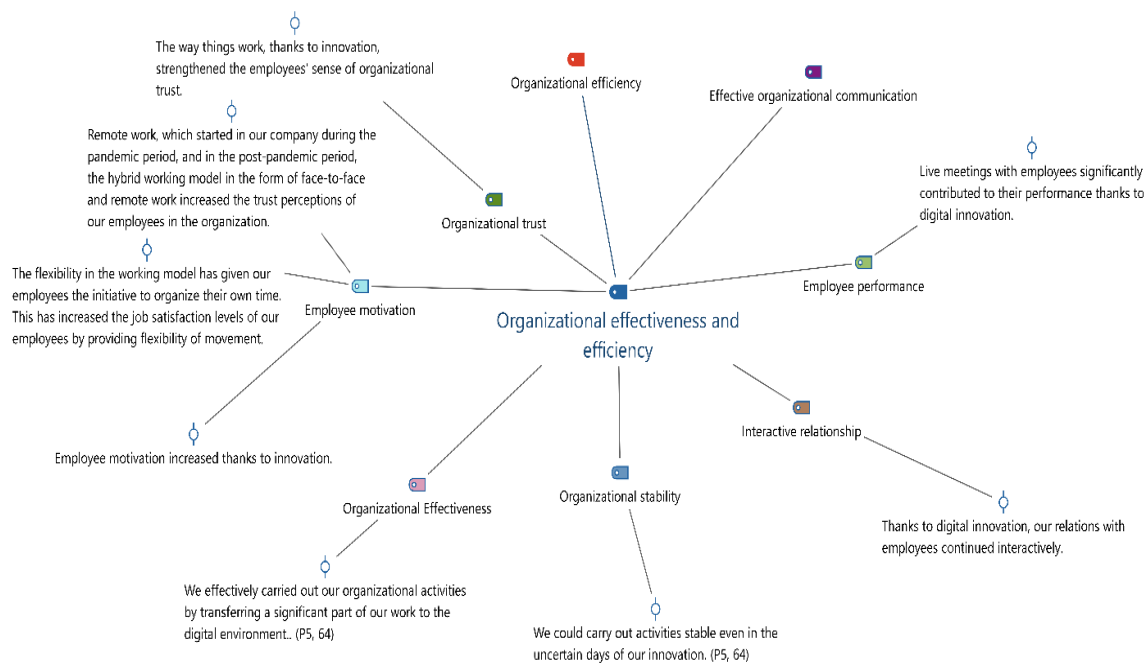 The way things work, thanks to innovation,
strengthened the employees' sense of organizational
trust.
Organizational efficiency
Effective organizational communication
Remote work, which started in our company during the
pandemic period, and in the post-pandemic period,
the hybrid working model in the form of face-to-face
and remote work increased the trust perceptions of
our employees in the organization.
Live meetings with employees significantly
contributed to their performance thanks to
digital innovation.
Organizational trust
The flexibility in the working model has given our
employees the initiative to organize their own time.
This has increased the job satisfaction levels of our
employees by providing flexibility of movement.
Employee motivation
Employee performance
Organizational effectiveness and
efficiency
Interactive relationship
Employee motivation increased thanks to innovation.
Organizational Effectiveness
Organizational stability
Thanks to digital innovation, our relations with
employees continued interactively.
We effectively carried out our organizational activities
by transferring a significant part of our work to the
digital environment.. (P5, 64)
We could carry out activities stable even in the
uncertain days of our innovation. (P5, 64)